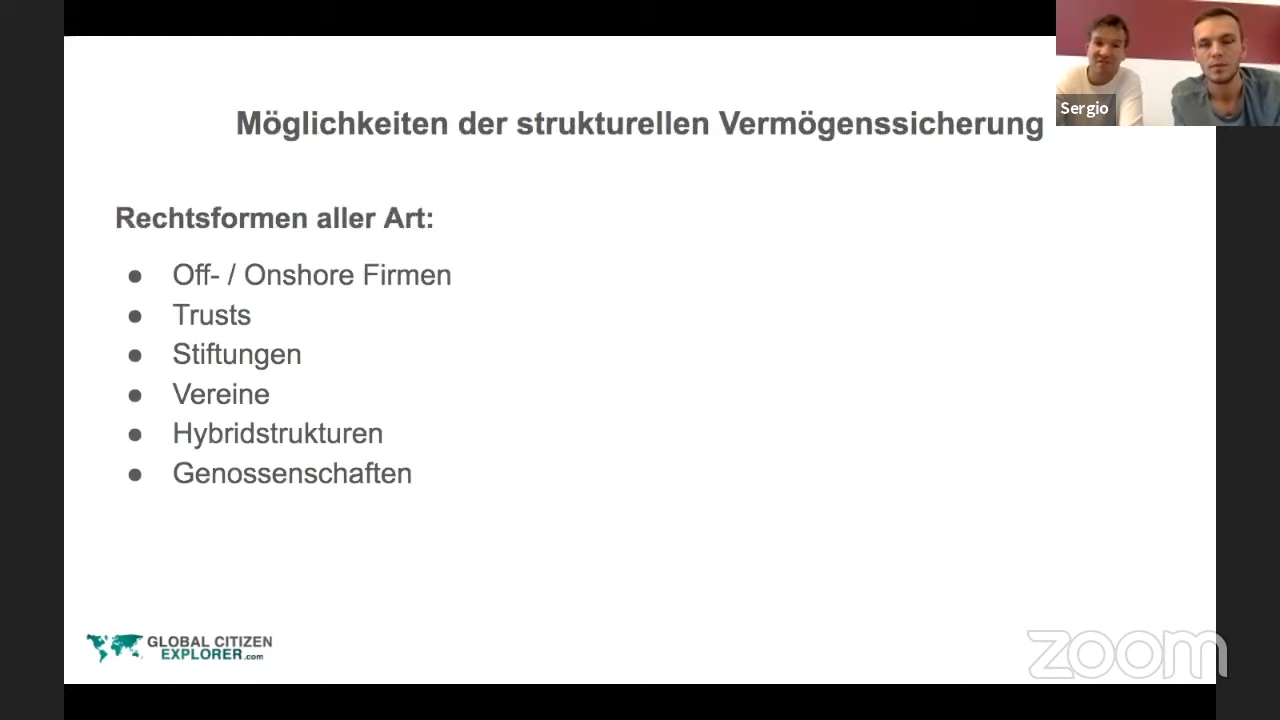 Sergio
Möglichkeiten der strukturellen Vermögenssicherung
Rechtsformen aller Art:
● Off- / Onshore Firmen
● Trusts
● Stiftungen
● Vereine
● Hybridstrukturen
● Genossenschaften
GLOBAL CITIZEN
EXPLORER.com
zoom